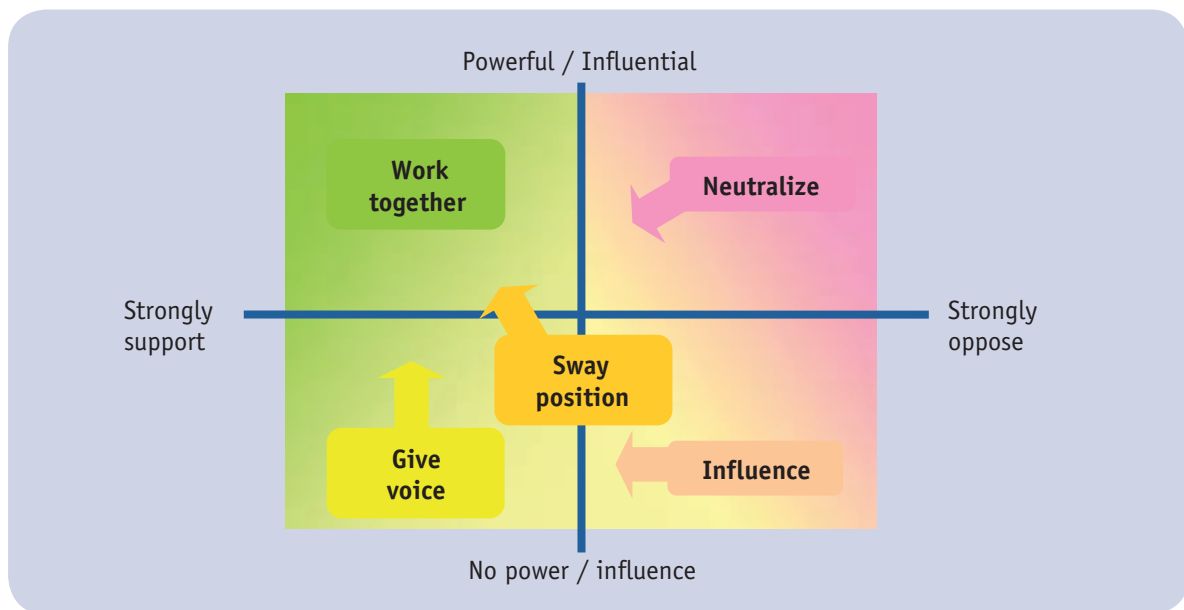 Powerful / Influential
Work
together
Neutralize
Strongly
support
Strongly
oppose
Sway
position
Give
voice
Influence
No power / influence